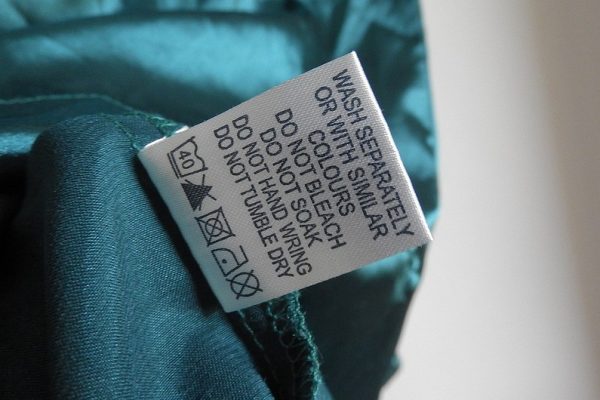 WASH SEPARATELY
OR WITH SIMILAR
COLOURS
DO NOT BLEACH
DO NOT SOAK
DO NOT HAND WRING
DO NOT TUMBLE DRY
40